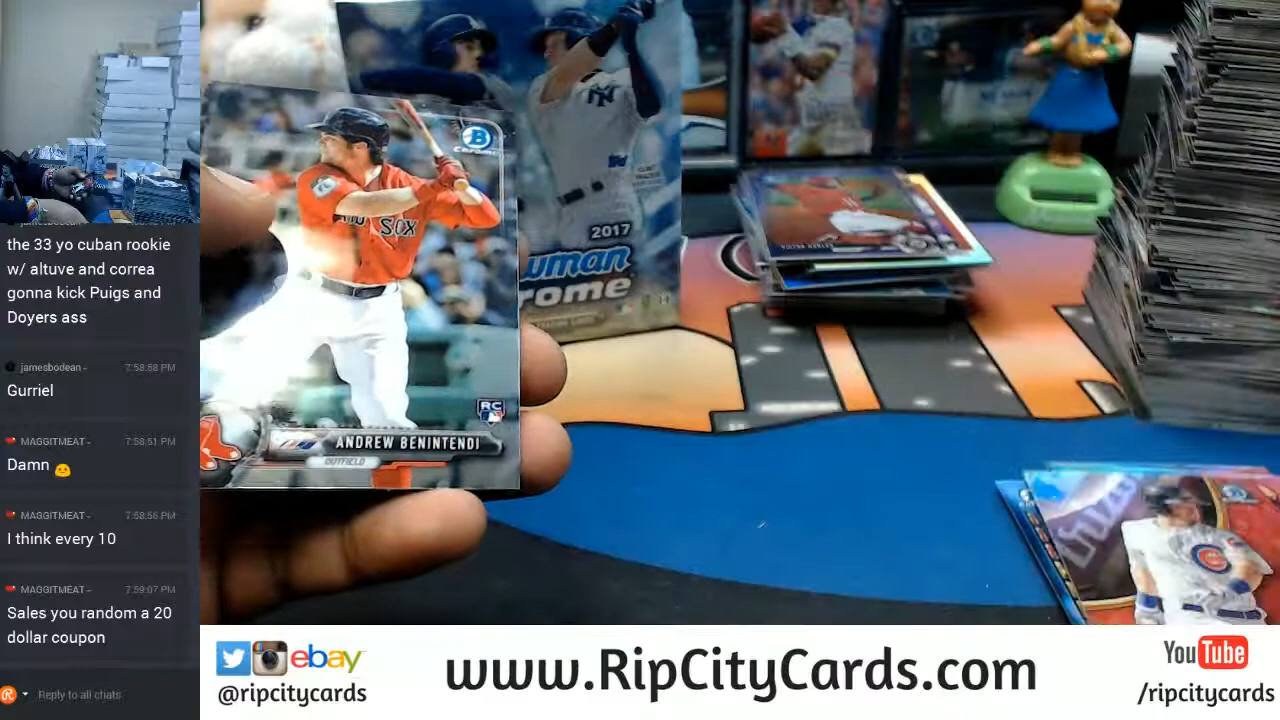 the 33 yo cuban rookie
w/ altuve and correa
gonna kick Puigs and
Doyers ass
jamesbodean - 7:58:58 PM
Gurriel
MAGGITMEAT - 7:58:51 PM
Damn
MAGGITMEAT - 7:58:56 PM
I think every 10
MAGGITMEAT - 7:59:07 PM
Sales you random a 20
dollar coupon
Reply to all chats
B
SOX
RC
ANDREW BENINTENDI
OUTFIELD
2017
wman
rome
ebay
@ripcitycards
www.RipCityCards.com
YouTube
/ripcitycards